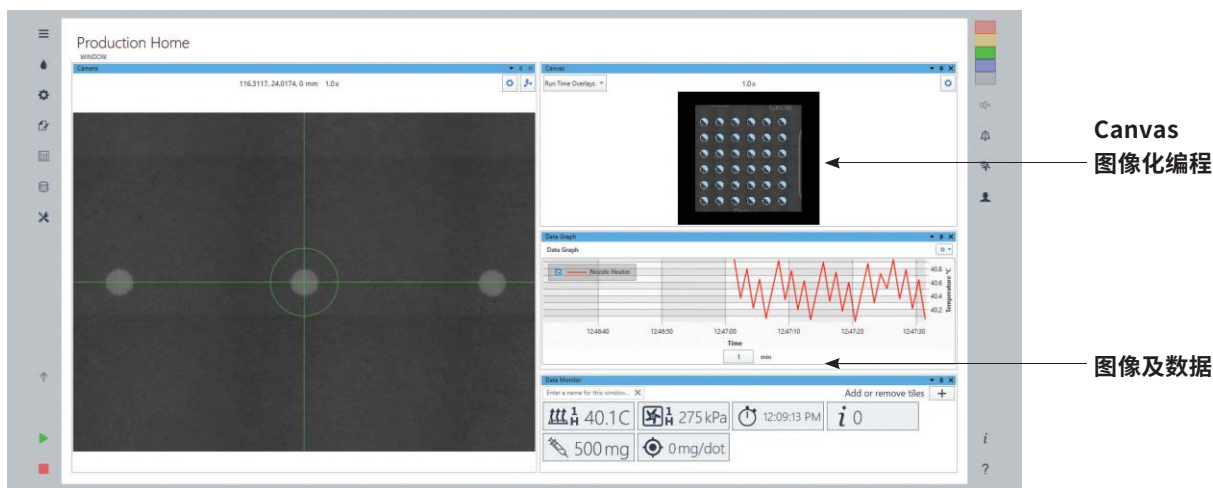 Production Home
WINDOW
Camera
116.3117, 24.0174, 0 mm 1.0x
Canvas
Run Time Overlays
1.0x
Circle
Canvas
图像化编程
Data Graph
Data Graph
Nozzle Heater
40.8
40.6
40.4
40.2
Temperature °C
12:46:40 12:46:50 12:47:00 12:47:10 12:47:20 12:47:30
Time
1 min
图像及数据
Data Monitor
Enter a name for this window...
Add or remove tiles
1 H 40.1C
1 H 275 kPa
12:09:13 PM
i 0
500 mg
0 mg/dot
i
?